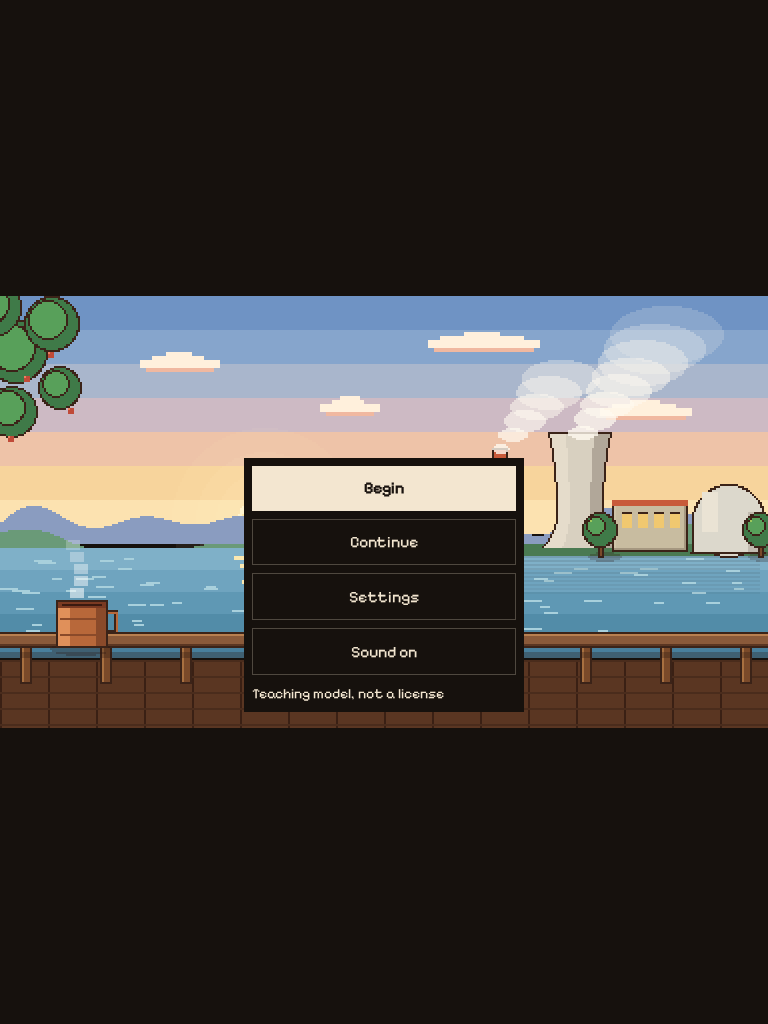 Begin
Continue
Settings
Sound on
Teaching model, not a license